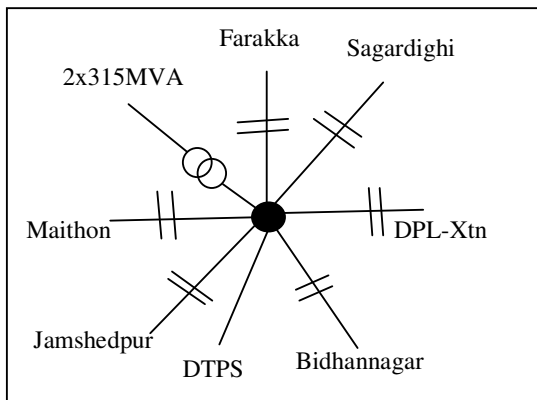 Farakka
Sagardighi
2x315MVA
Maithon
DPL-Xtn
Jamshedpur
DTPS
Bidhannagar